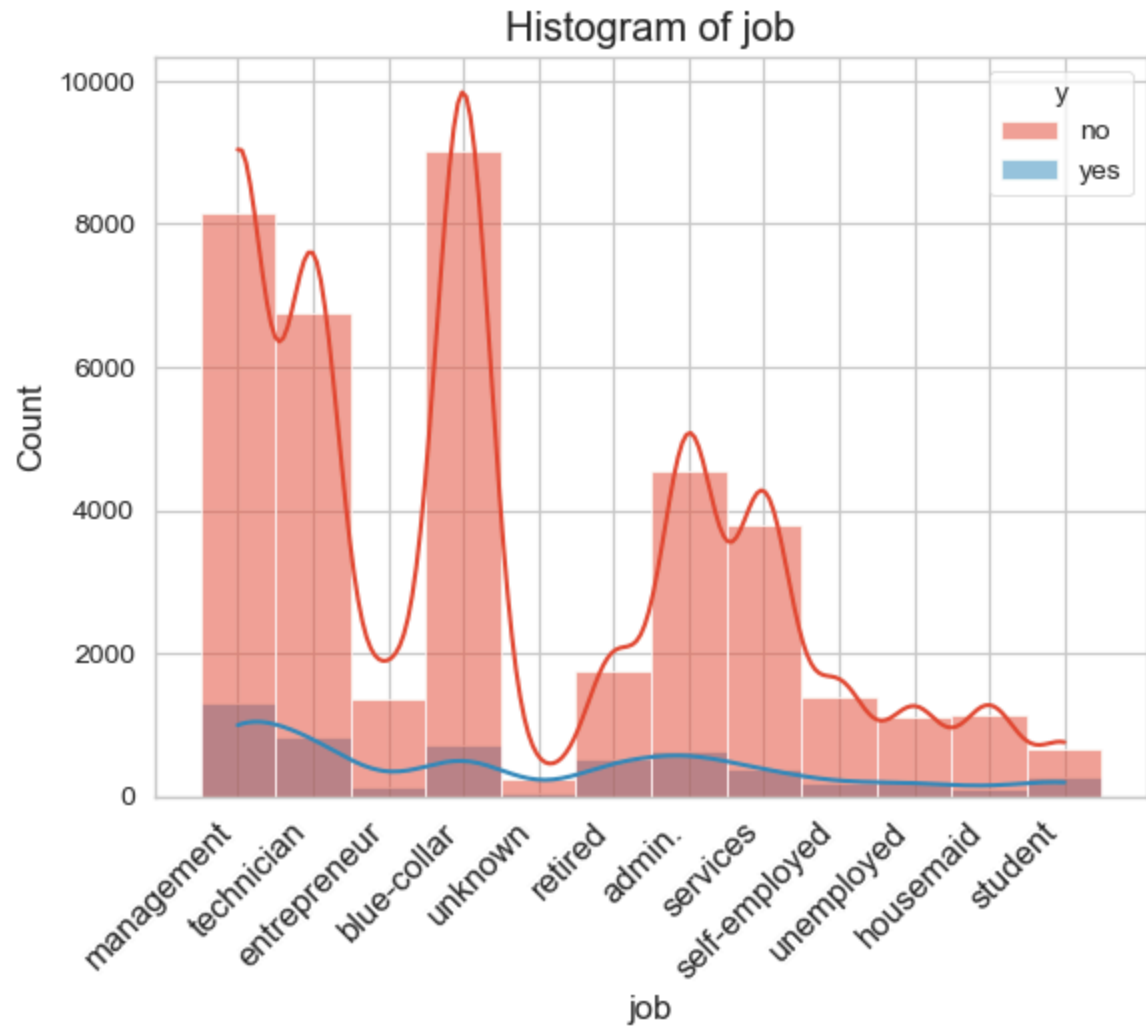 Histogram of job
10000
8000
6000
4000
2000
0
Count
y
no
yes
management
technician
entrepreneur
blue-collar
unknown
retired
admin.
services
self-employed
unemployed
housemaid
student
job